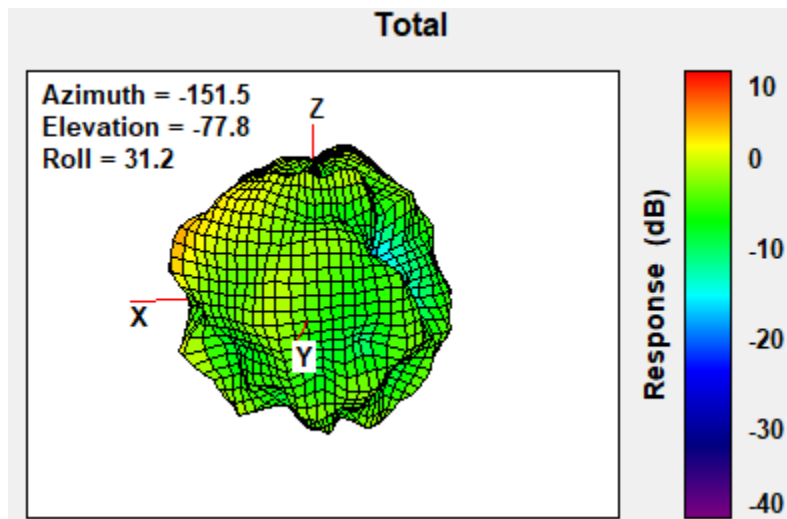 Total
Azimuth = -151.5
Elevation = -77.8
Roll = 31.2
Z
X
Y
10
0
-10
-20
-30
-40
Response (dB)